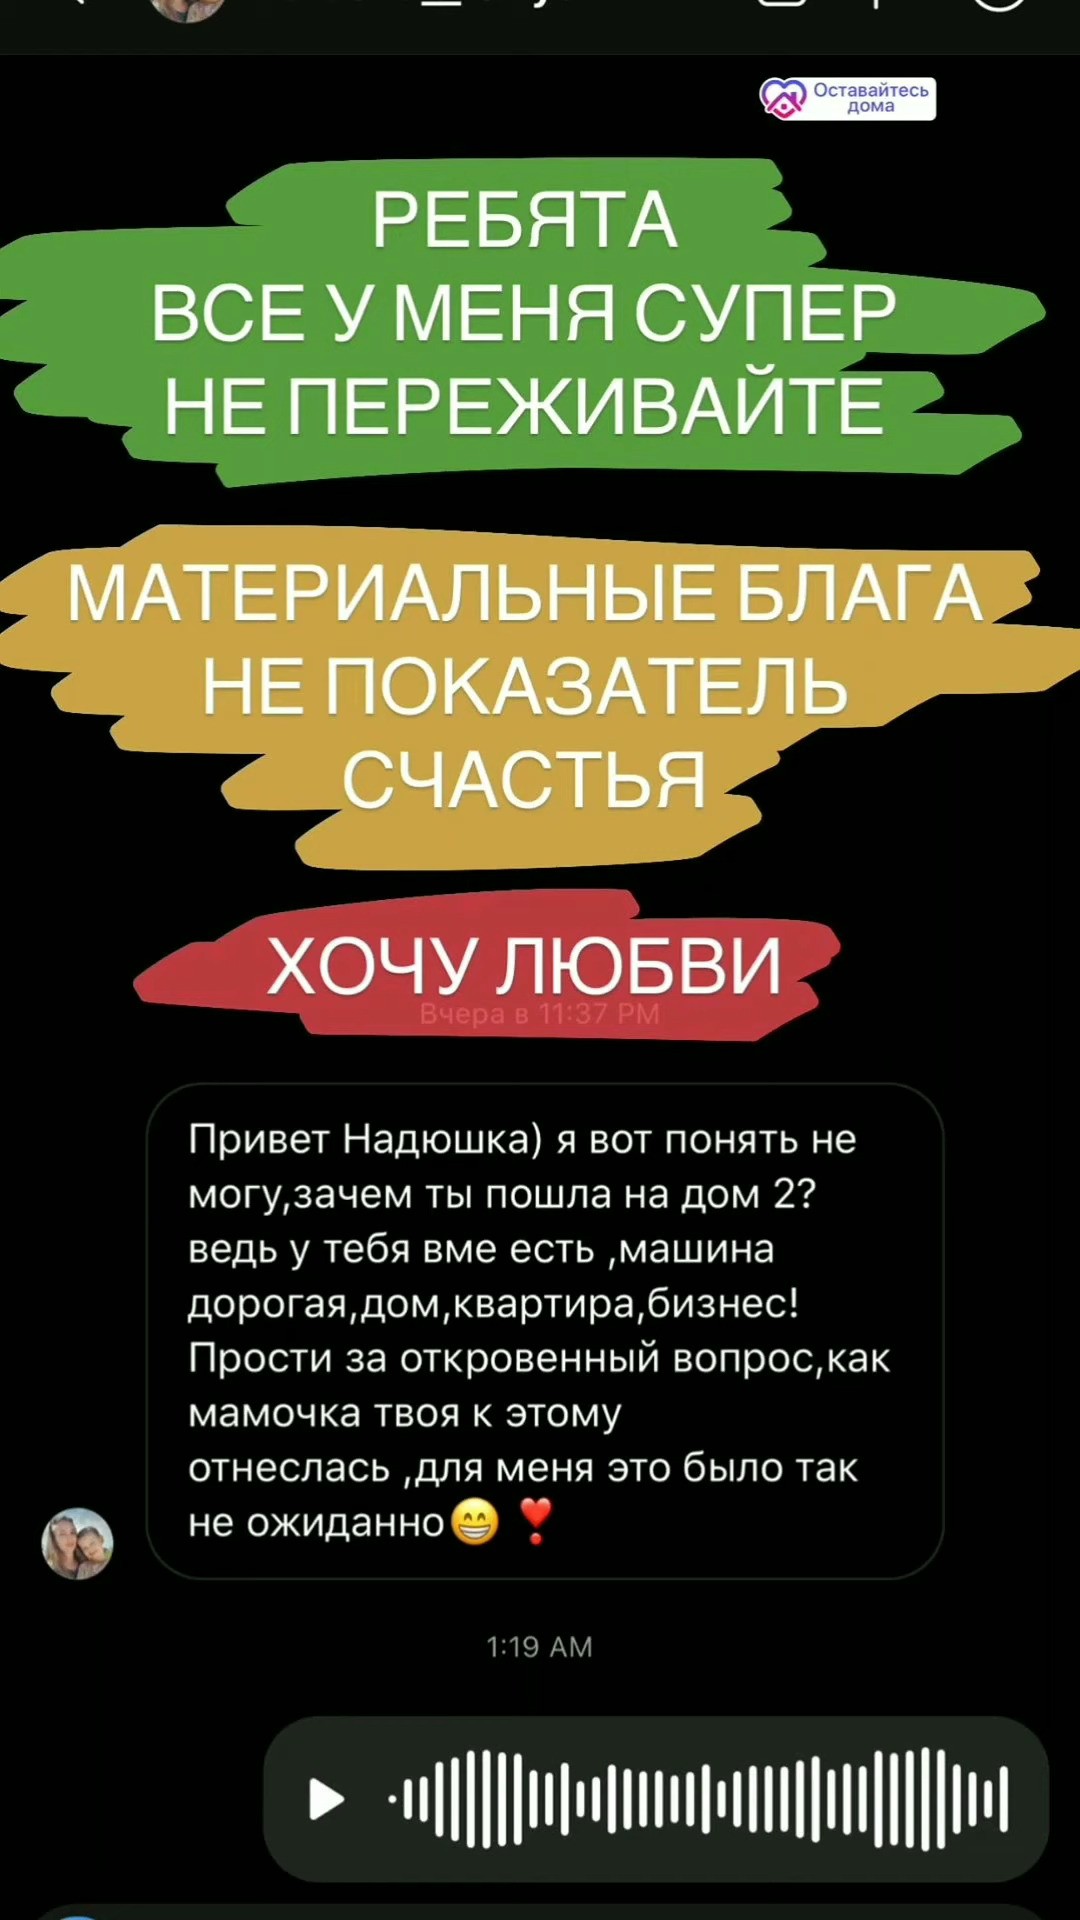 Оставайтесь
дома
РЕБЯТА
ВСЕ У МЕНЯ СУПЕР
НЕ ПЕРЕЖИВАЙТЕ
МАТЕРИАЛЬНЫЕ БЛАГА
НЕ ПОКАЗАТЕЛЬ
СЧАСТЬЯ
ХОЧУ ЛЮБВИ
Вчера в 11:37 PM
Привет Надюшка) я вот понять не
могу,зачем ты пошла на дом 2?
ведь у тебя вме есть ,машина
дорогая,дом,квартира,бизнес!
Прости за откровенный вопрос,как
мамочка твоя к этому
отнеслась ,для меня это было так
не ожиданно😁❣️
1:19 AM